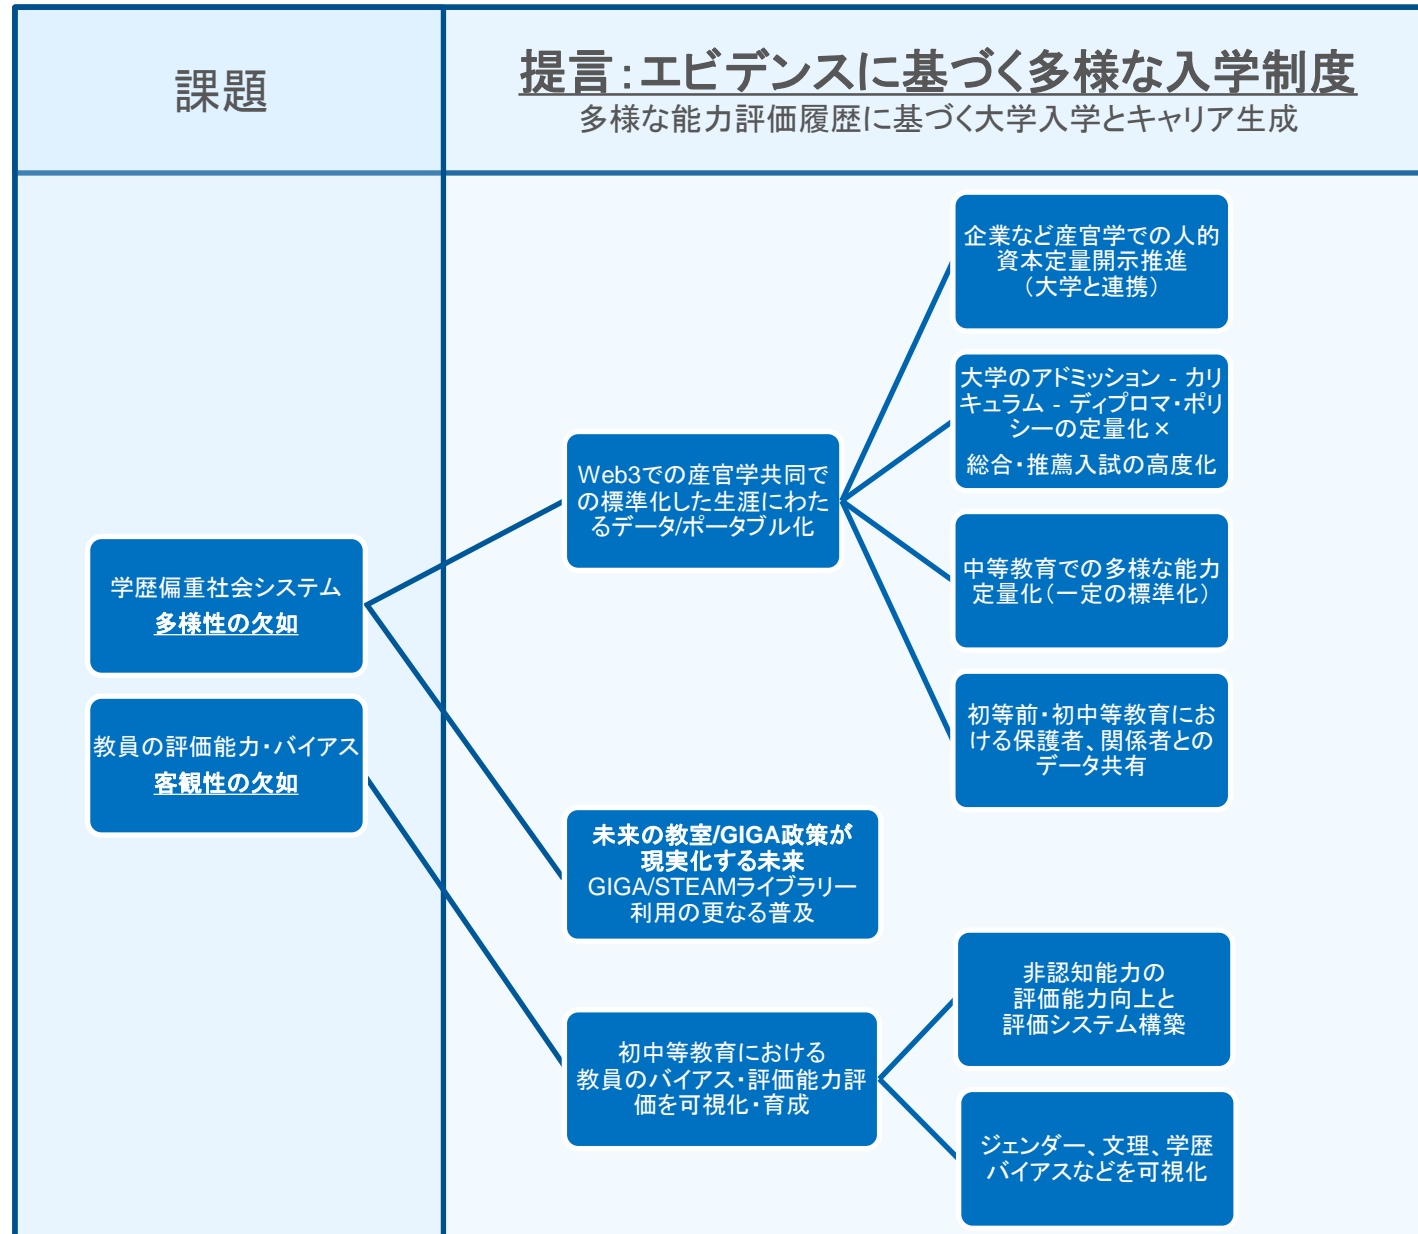 課題
提言：エビデンスに基づく多様な入学制度
多様な能力評価履歴に基づく大学入学とキャリア生成
学歴偏重社会システム
多様性の欠如
教員の評価能力・バイアス
客観性の欠如
Web3での産官学共同で
の標準化した生涯にわた
るデータ/ポータブル化
未来の教室/GIGA政策が
現実化する未来
GIGA/STEAMライブラリー
利用の更なる普及
初中等教育における
教員のバイアス・評価能力評
価を可視化・育成
企業など産官学での人的
資本定量開示推進
（大学と連携）
大学のアドミッション - カリ
キュラム - ディプロマ・ポリ
シーの定量化×
総合・推薦入試の高度化
中等教育での多様な能力
定量化（一定の標準化）
初等前・初中等教育にお
ける保護者、関係者との
データ共有
非認知能力の
評価能力向上と
評価システム構築
ジェンダー、文理、学歴
バイアスなどを可視化